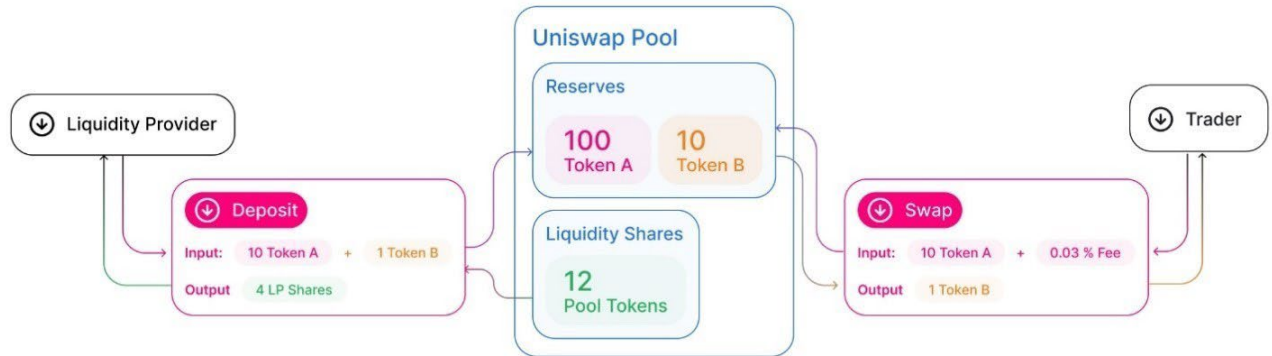 Liquidity Provider
Deposit
Input: 10 Token A + 1 Token B
Output 4 LP Shares
Uniswap Pool
Reserves
100
Token A
10
Token B
Liquidity Shares
12
Pool Tokens
Trader
Swap
Input: 10 Token A + 0.03 % Fee
Output 1 Token B